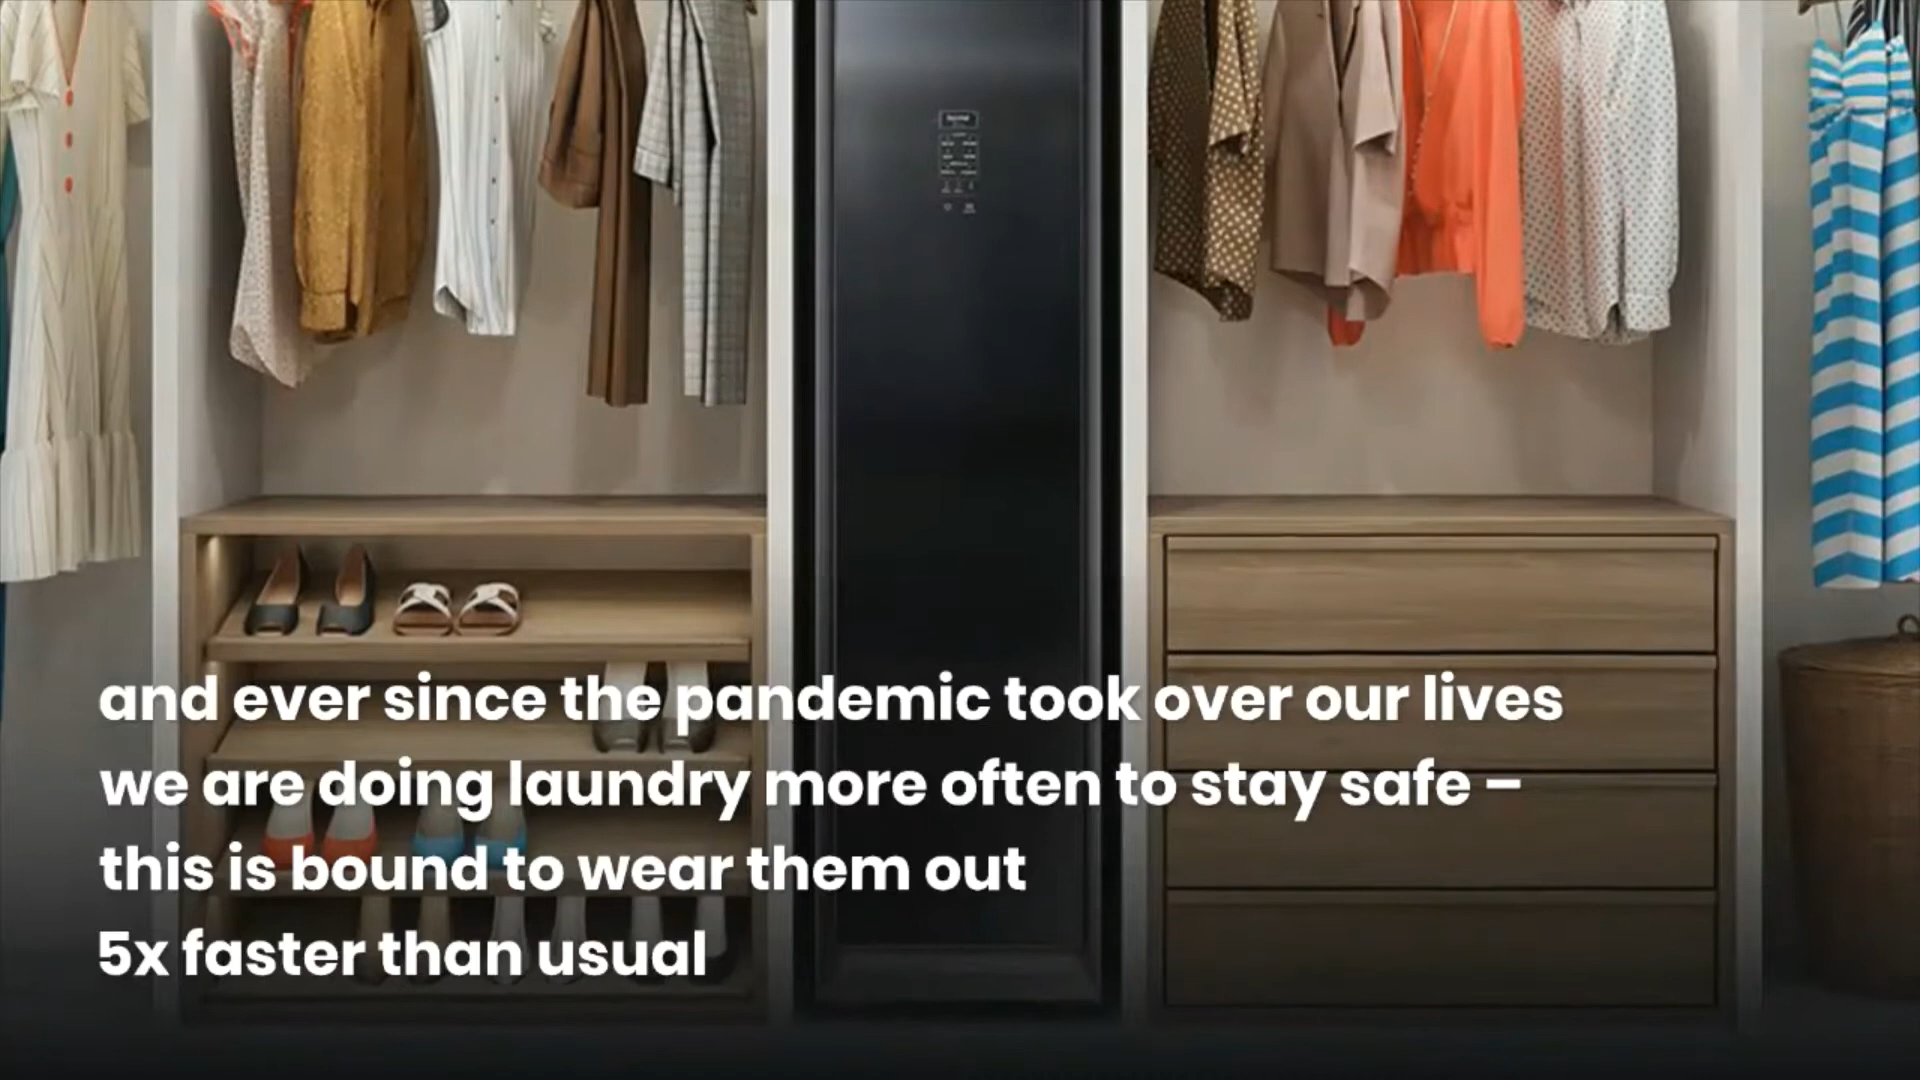 and ever since the pandemic took over our lives
we are doing laundry more often to stay safe –
this is bound to wear them out
5x faster than usual